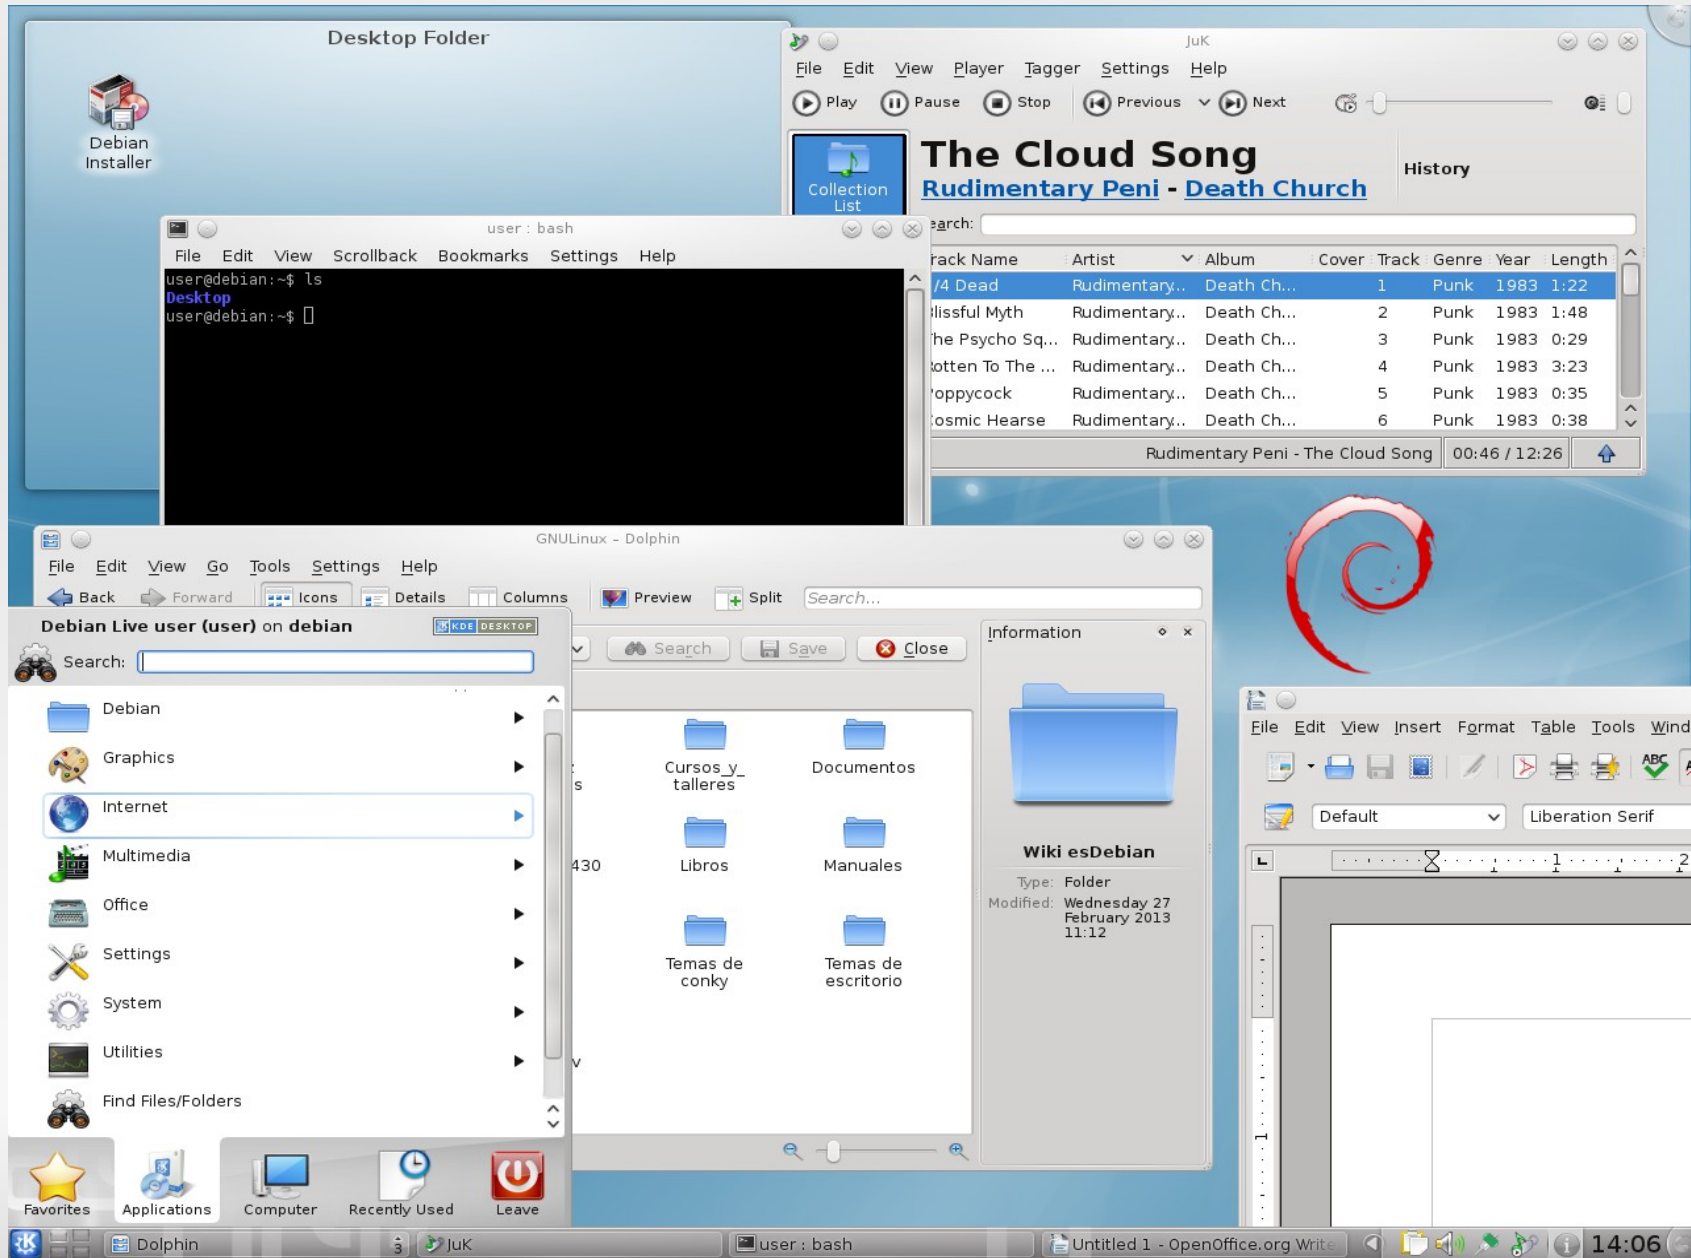 Desktop Folder
Debian
Installer
JuK
File Edit View Player Tagger Settings Help
Play Pause Stop Previous Next
Collection
List
The Cloud Song
Rudimentary Peni - Death Church
History
earch:
rack Name Artist Album Cover Track Genre Year Length
/4 Dead Rudimentary... Death Ch... 1 Punk 1983 1:22
lissful Myth Rudimentary... Death Ch... 2 Punk 1983 1:48
he Psycho Sq... Rudimentary... Death Ch... 3 Punk 1983 0:29
otten To The ... Rudimentary... Death Ch... 4 Punk 1983 3:23
oppycock Rudimentary... Death Ch... 5 Punk 1983 0:35
osmic Hearse Rudimentary... Death Ch... 6 Punk 1983 0:38
Rudimentary Peni - The Cloud Song 00:46 / 12:26
user : bash
File Edit View Scrollback Bookmarks Settings Help
user@debian:~$ ls
Desktop
user@debian:~$
GNULinux – Dolphin
File Edit View Go Tools Settings Help
Back Forward Icons Details Columns Preview Split Search...
Search Save Close
s
Cursos_y_
talleres
Documentos
430
Libros
Manuales
Temas de
conky
Temas de
escritorio
v
Information
Wiki esDebian
Type: Folder
Modified: Wednesday 27
February 2013
11:12
Debian Live user (user) on debian
KDE DESKTOP
Search:
Debian
Graphics
Internet
Multimedia
Office
Settings
System
Utilities
Find Files/Folders
Favorites Applications Computer Recently Used Leave
File Edit View Insert Format Table Tools Wind
ABC
Default Liberation Serif
1 2
1
Dolphin 3 JuK user : bash Untitled 1 - OpenOffice.org Write 14:06